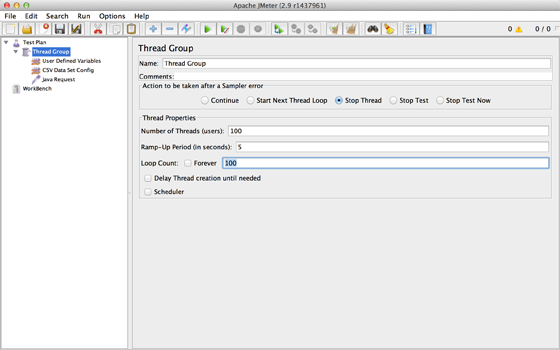 Apache JMeter (2.9 r1437961)
File Edit Search Run Options Help
0 0 / 0
Test Plan
Thread Group
User Defined Variables
CSV Data Set Config
Java Request
WorkBench
Thread Group
Name: Thread Group
Comments:
Action to be taken after a Sampler error
Continue Start Next Thread Loop Stop Thread Stop Test Stop Test Now
Thread Properties
Number of Threads (users): 100
Ramp-Up Period (in seconds): 5
Loop Count: Forever 100
Delay Thread creation until needed
Scheduler